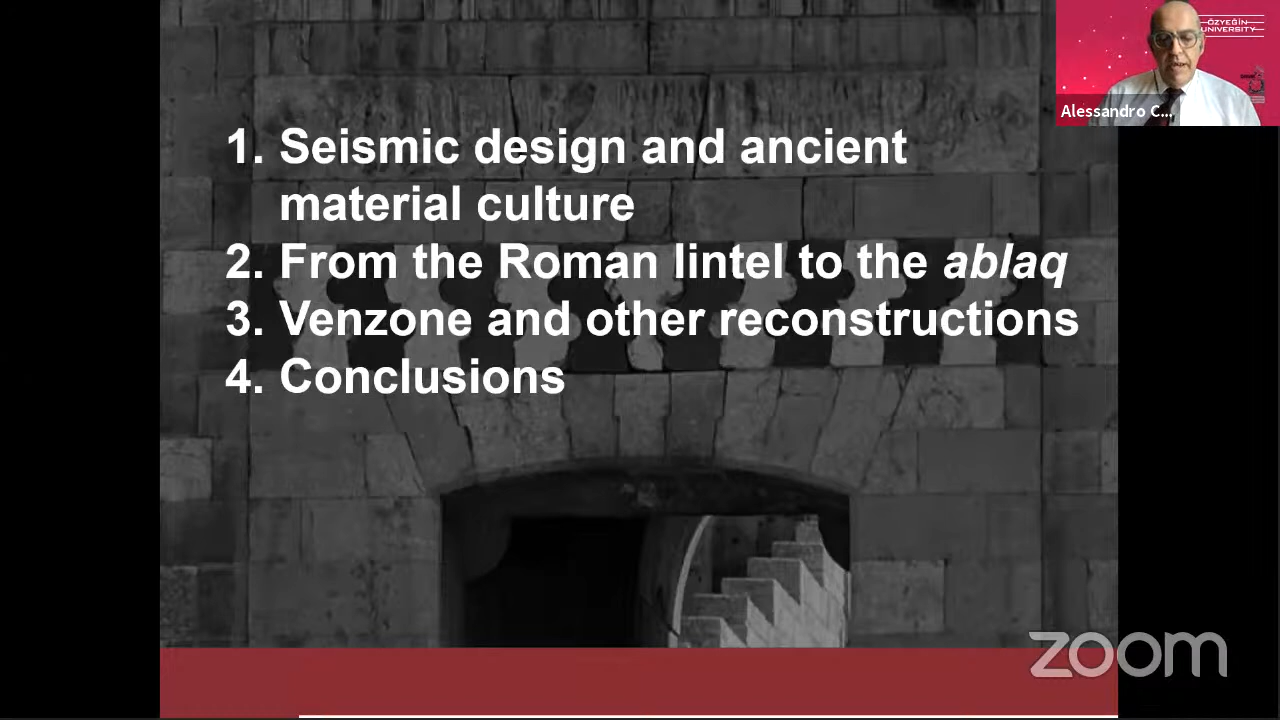 ÖZYEĞİN
UNIVERSITY
Alessandro C...
1. Seismic design and ancient
material culture
2. From the Roman lintel to the ablaq
3. Venzone and other reconstructions
4. Conclusions
zoom